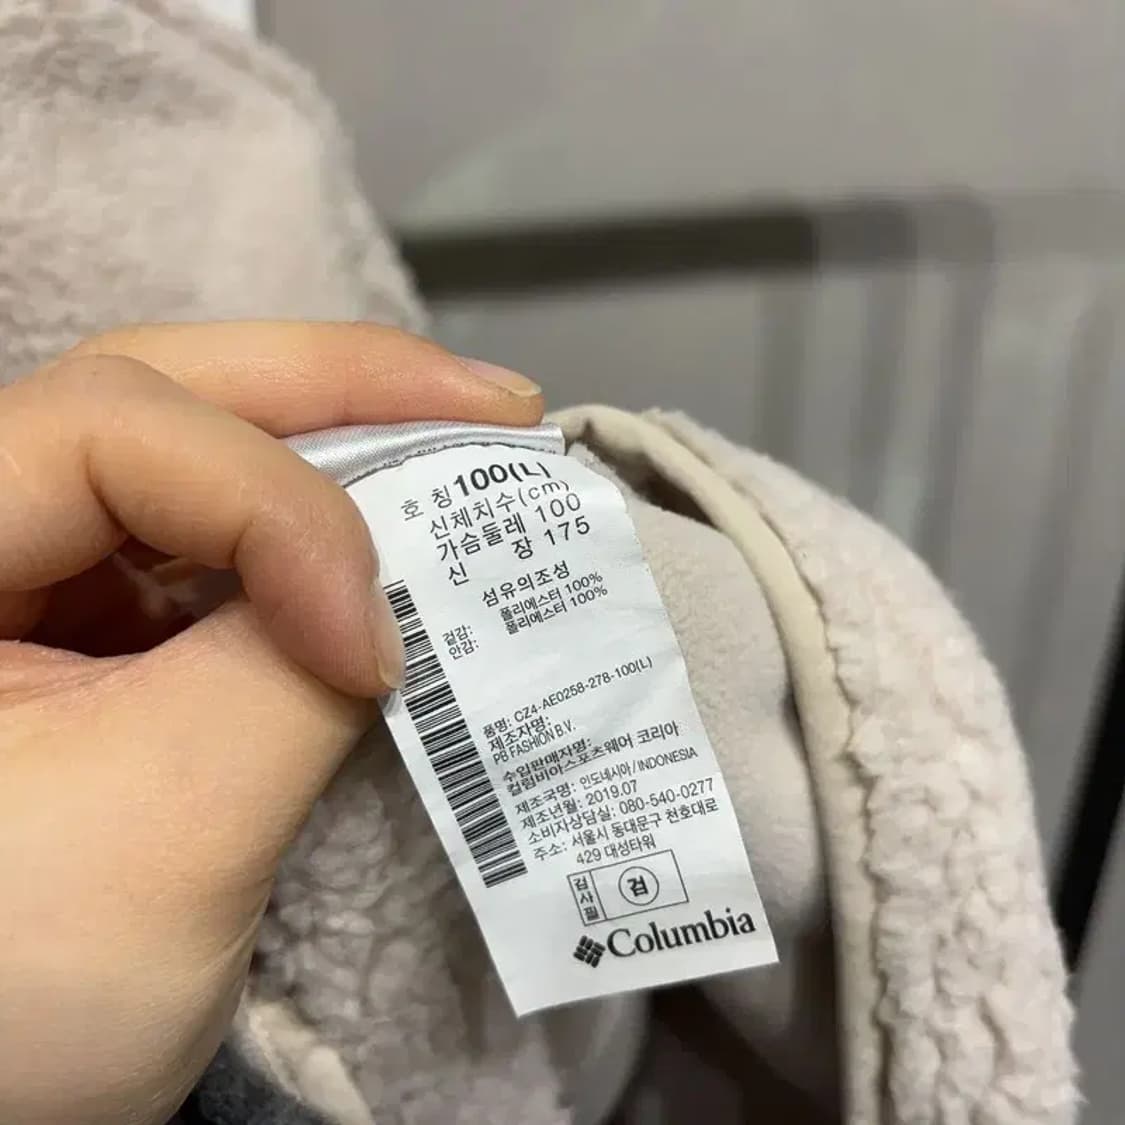 호 칭 100(L)
신체치수(cm)
가슴둘레 100
신 장 175
섬유의조성
겉감: 폴리에스터 100%
안감: 폴리에스터 100%
품명: CZ4-AE0258-278-100(L)
제조자명:
PB FASHION B.V.
수입판매자명:
컬럼비아스포츠웨어 코리아
제조국명: 인도네시아 / INDONESIA
제조년월: 2019.07
소비자상담실: 080-540-0277
주소: 서울시 동대문구 천호대로
429 대성타워
검사필 검
Columbia